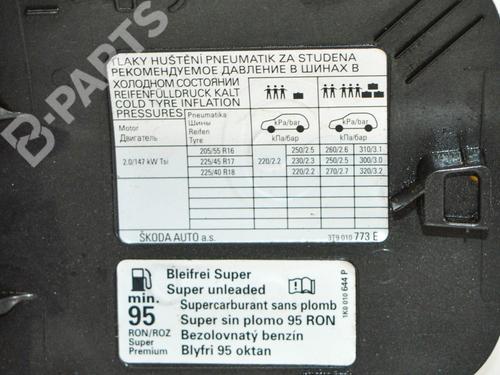 B-PARTS
TLAKY HUŠTĚNÍ PNEUMATIK ZA STUDENA
РЕКОМЕНДУЕМОЕ ДАВЛЕНИЕ В ШИНАХ В
ХОЛОДНОМ СОСТОЯНИИ
REIFENFÜLLDRUCK KALT
COLD TYRE INFLATION
PRESSURES
Motor
Двигатель
Pneumatika
Шины
Reifen
Tyre
kPa/bar kPa/bar
кПа/бар кПа/бар
2.0/147 kW Tsi
205/55 R16 250/2.5 260/2.6 310/3.1
225/45 R17 220/2.2 230/2.3 250/2.5 300/3.0
225/40 R18 220/2.2 270/2.7 320/3.2
ŠKODA AUTO a.s. 3T9 010 773 E
min.
95
RON/ROZ
Super
Premium
Bleifrei Super
Super unleaded
Supercarburant sans plomb
Super sin plomo 95 RON
Bezolovnatý benzín
Blyfri 95 oktan
1K0 010 644 P